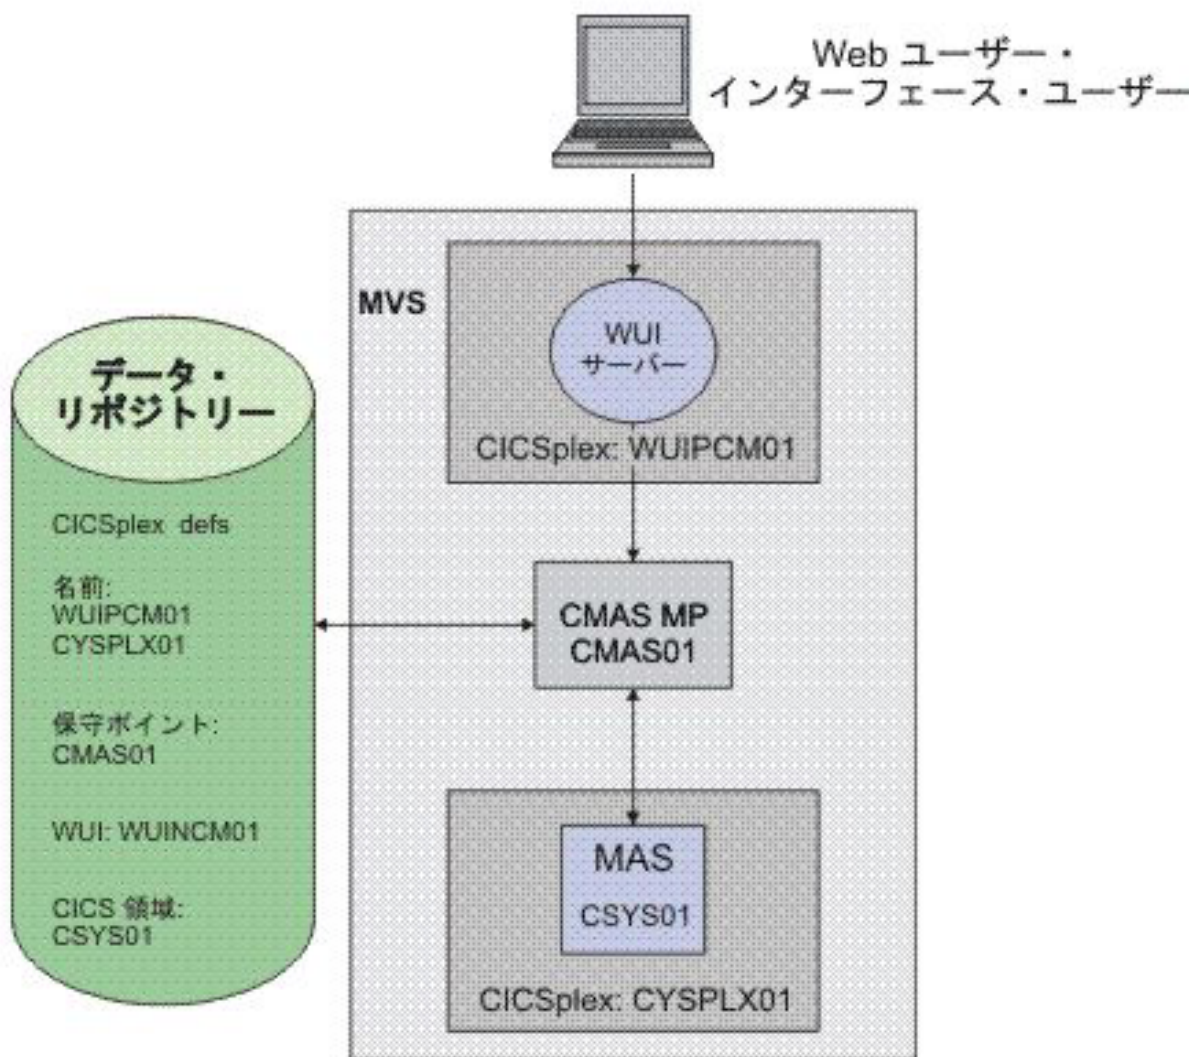 Web ユーザー・
インターフェース・ユーザー
MVS
WUI
サーバー
CICSplex: WUIPCM01
データ・
リポジトリー
CICSplex defs
名前:
WUIPCM01
CYSPLX01
保守ポイント:
CMAS01
WUI: WUINCM01
CICS 領域:
CSYS01
CMAS MP
CMAS01
MAS
CSYS01
CICSplex: CYSPLX01